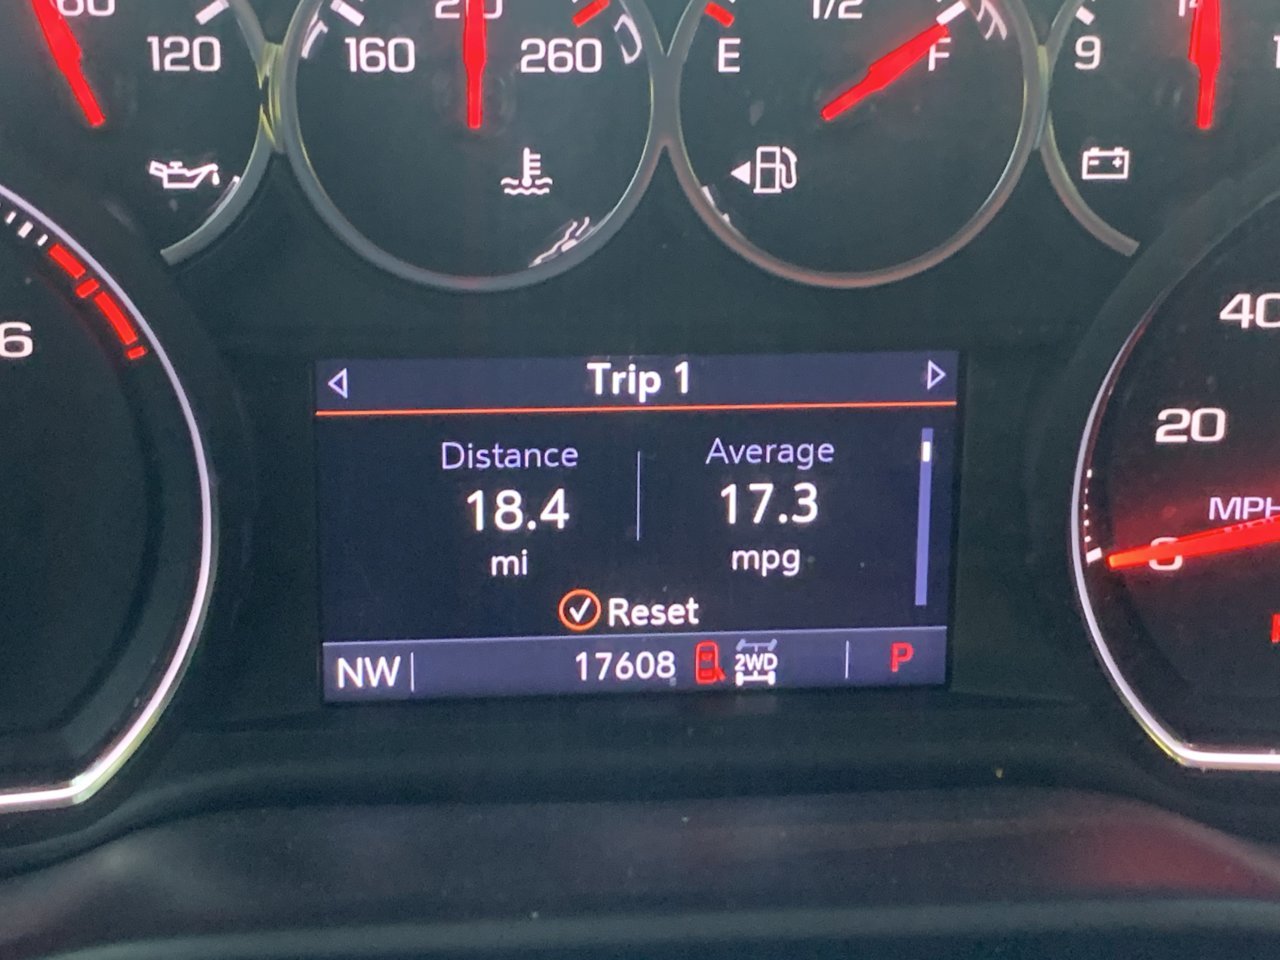 120
160
260
E
1/2
F
9
6
40
20
MPH
0
Trip 1
Distance
Average
18.4
17.3
mi
mpg
Reset
NW
17608
2WD
P